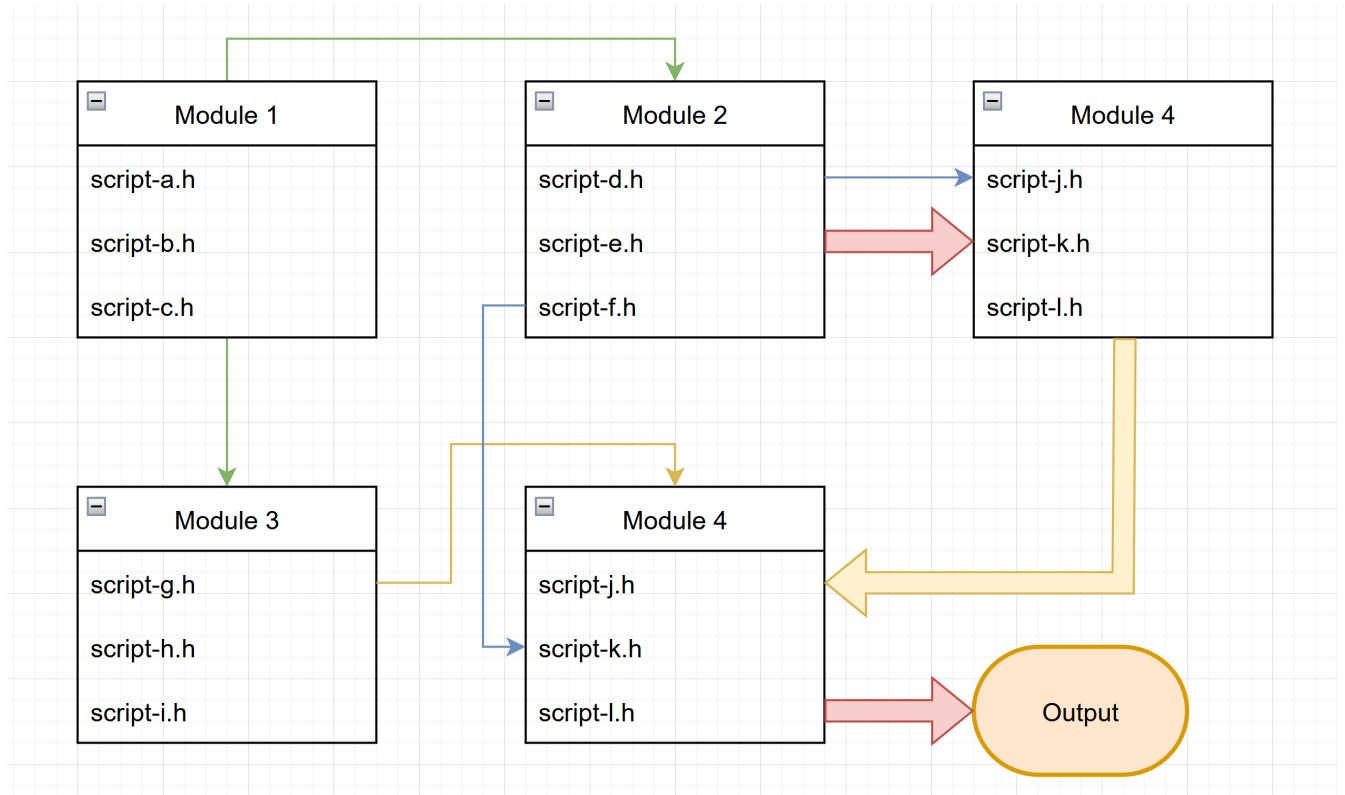 Module 1
script-a.h
script-b.h
script-c.h
Module 2
script-d.h
script-e.h
script-f.h
Module 4
script-j.h
script-k.h
script-l.h
Module 3
script-g.h
script-h.h
script-i.h
Module 4
script-j.h
script-k.h
script-l.h
Output